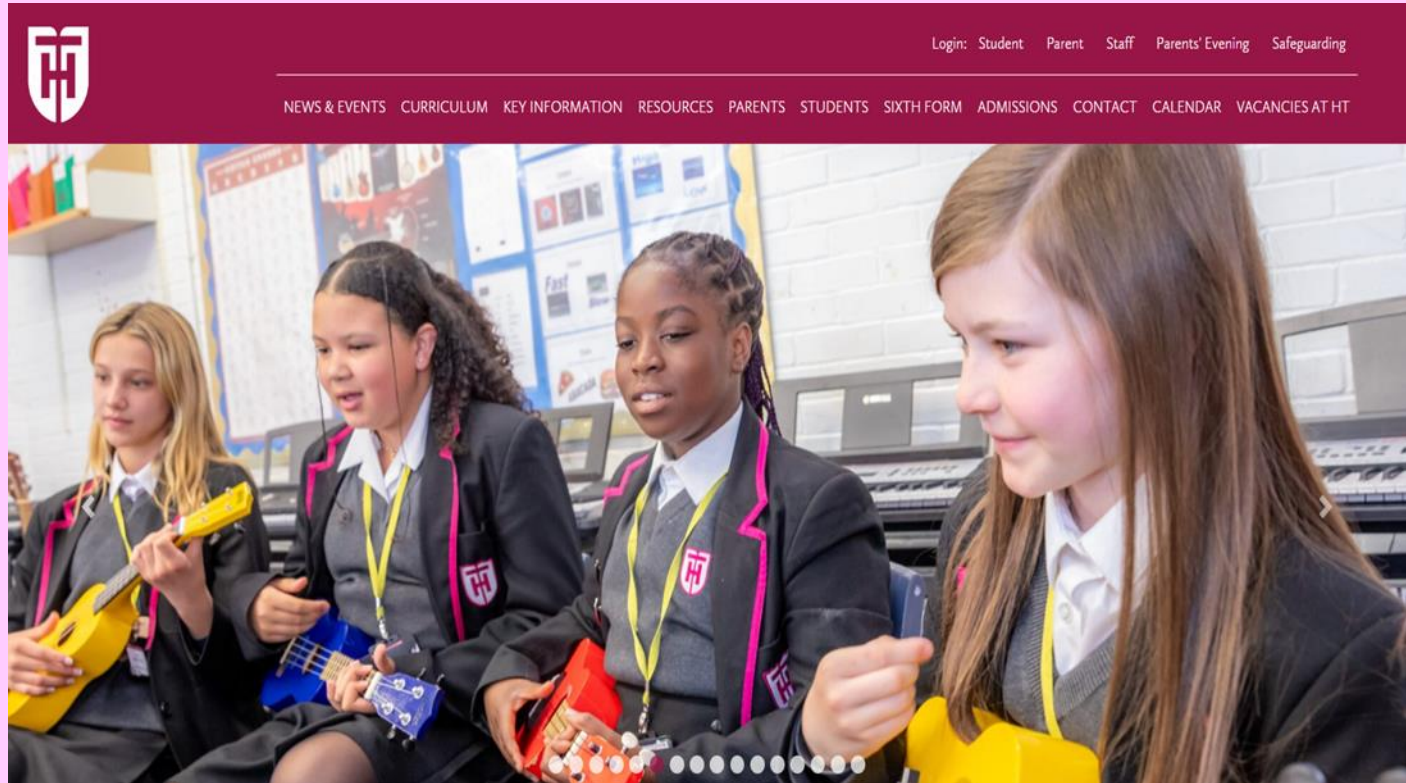 Login: Student Parent Staff Parents' Evening Safeguarding
NEWS & EVENTS CURRICULUM KEY INFORMATION RESOURCES PARENTS STUDENTS SIXTH FORM ADMISSIONS CONTACT CALENDAR VACANCIES AT HT
Fast